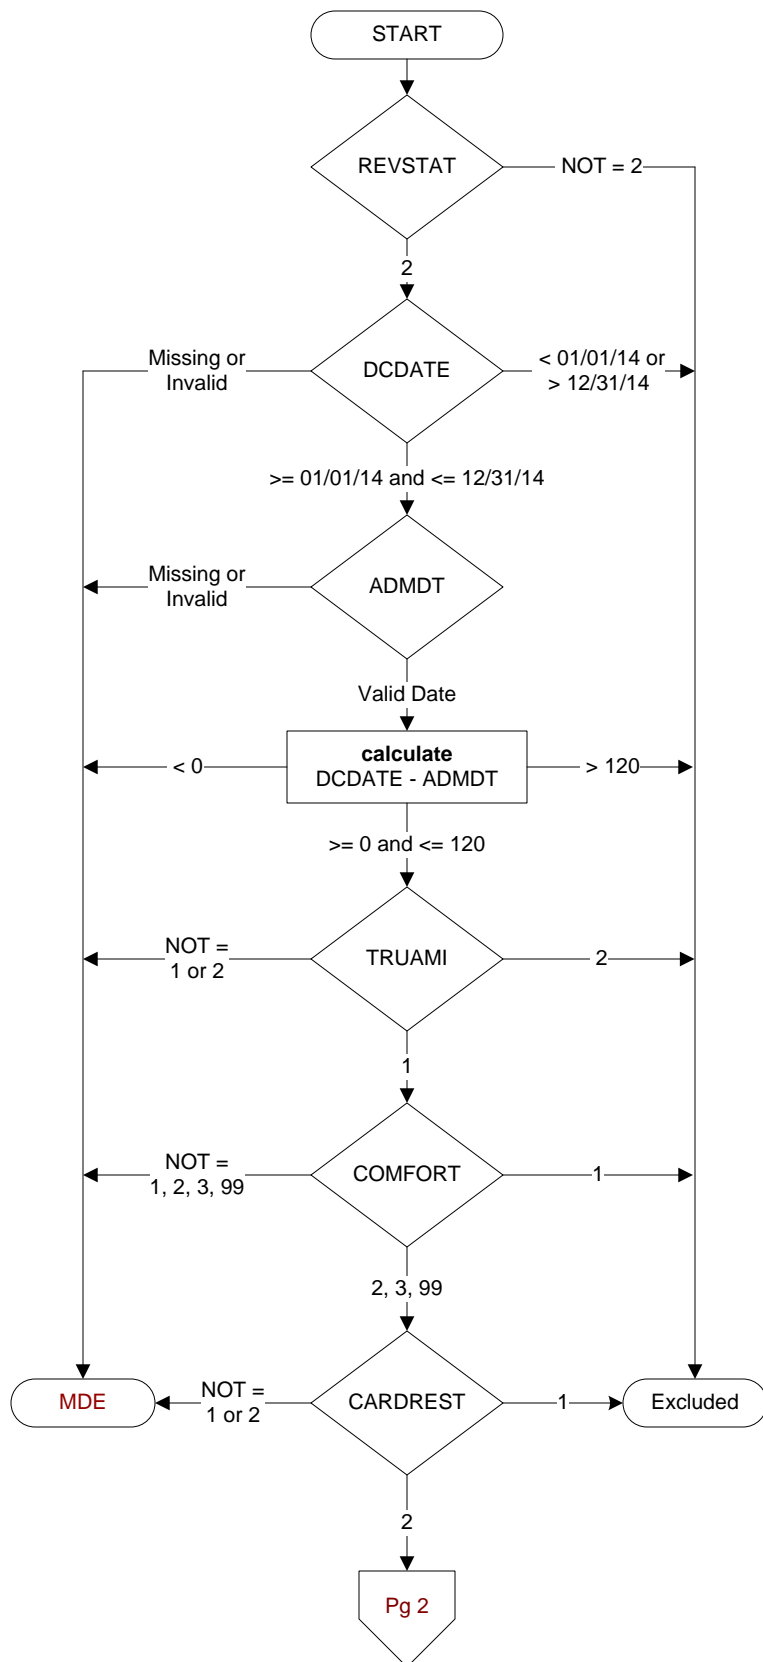 START
REVSTAT
NOT = 2
2
Missing or
Invalid
DCDATE
< 01/01/14 or
> 12/31/14
>= 01/01/14 and <= 12/31/14
Missing or
Invalid
ADMDT
Valid Date
< 0
calculate
DCDATE - ADMDT
> 120
>= 0 and <= 120
NOT =
1 or 2
TRUAMI
2
1
NOT =
1, 2, 3, 99
COMFORT
1
2, 3, 99
MDE
NOT =
1 or 2
CARDREST
1
Excluded
2
Pg 2